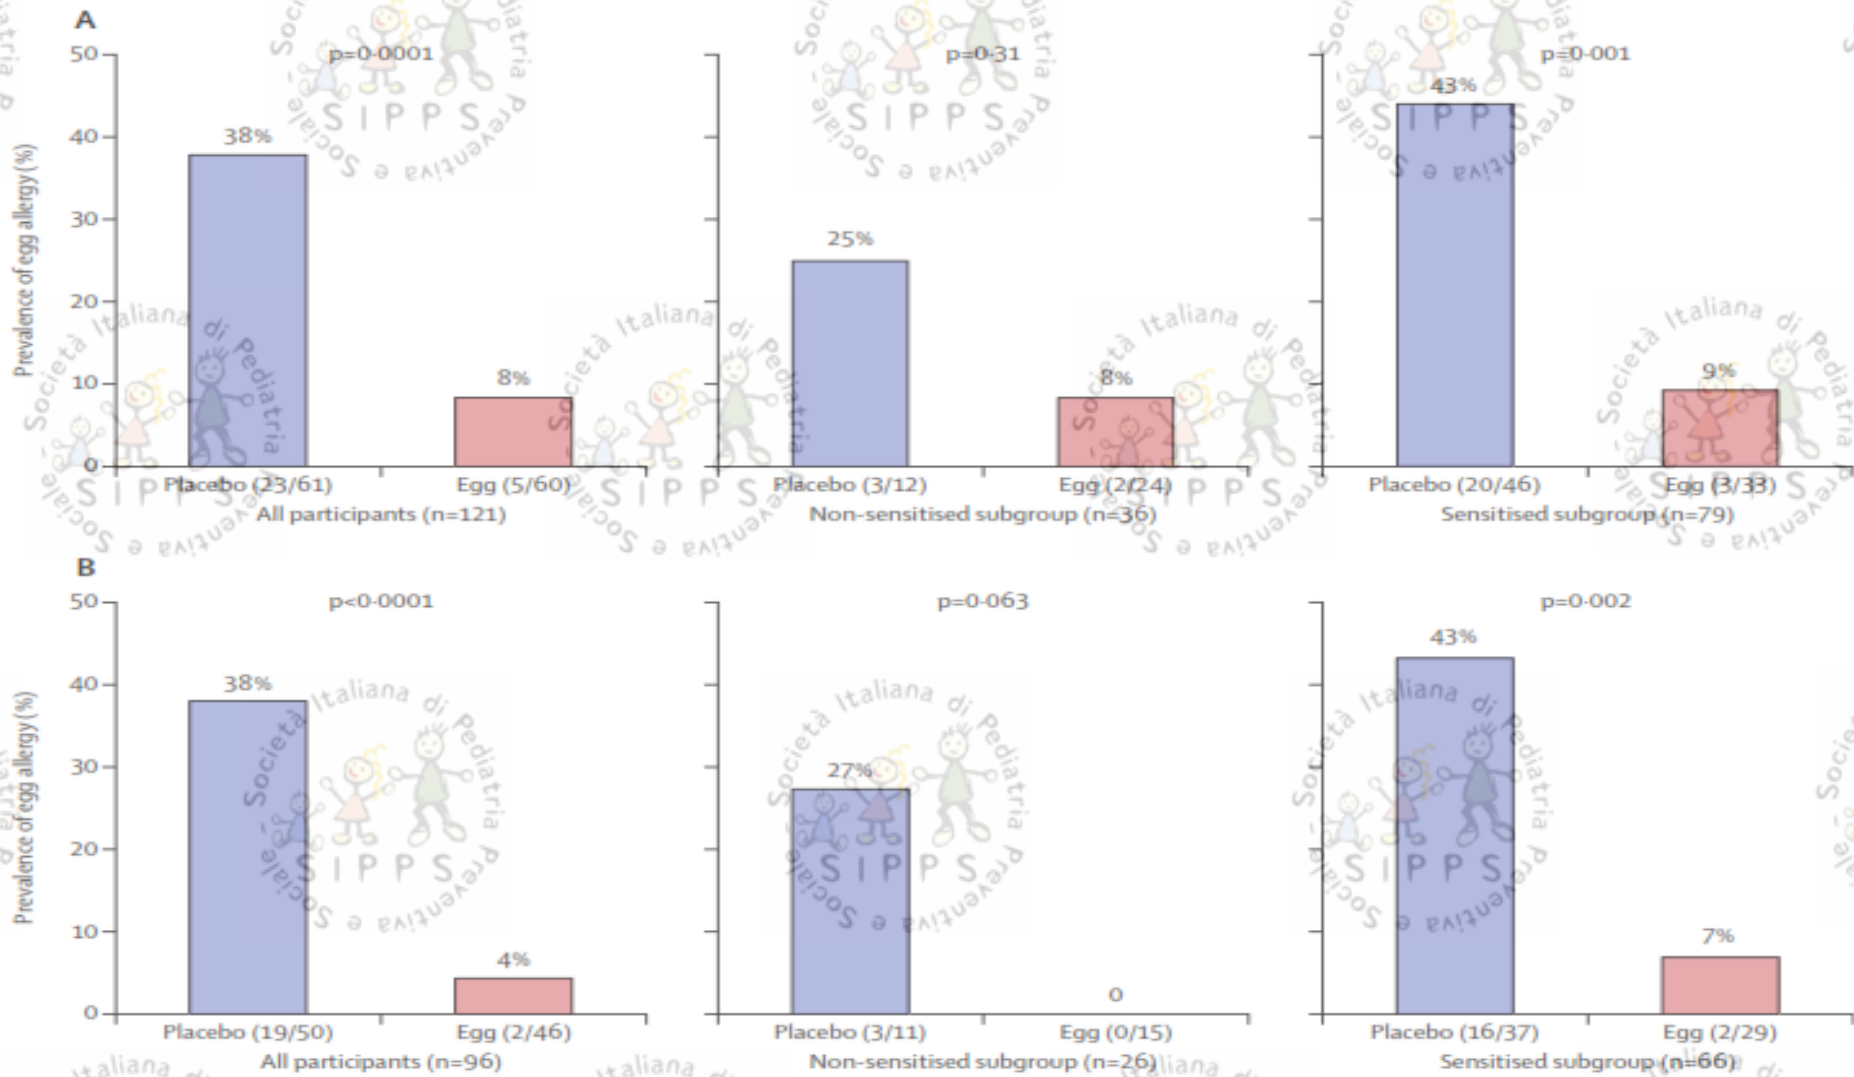 A
Prevalence of egg allergy (%)
50
40
30
20
10
0
p=0·0001
38%
8%
Placebo (23/61)
Egg (5/60)
All participants (n=121)
p=0·31
25%
8%
Placebo (3/12)
Egg (2/24)
Non-sensitised subgroup (n=36)
p=0·001
43%
9%
Placebo (20/46)
Egg (3/33)
Sensitised subgroup (n=79)
B
Prevalence of egg allergy (%)
50
40
30
20
10
0
p<0·0001
38%
4%
Placebo (19/50)
Egg (2/46)
All participants (n=96)
p=0·063
27%
0
Placebo (3/11)
Egg (0/15)
Non-sensitised subgroup (n=26)
p=0·002
43%
7%
Placebo (16/37)
Egg (2/29)
Sensitised subgroup (n=66)
Società Italiana di Pediatria Preventiva e Sociale
SIPPS